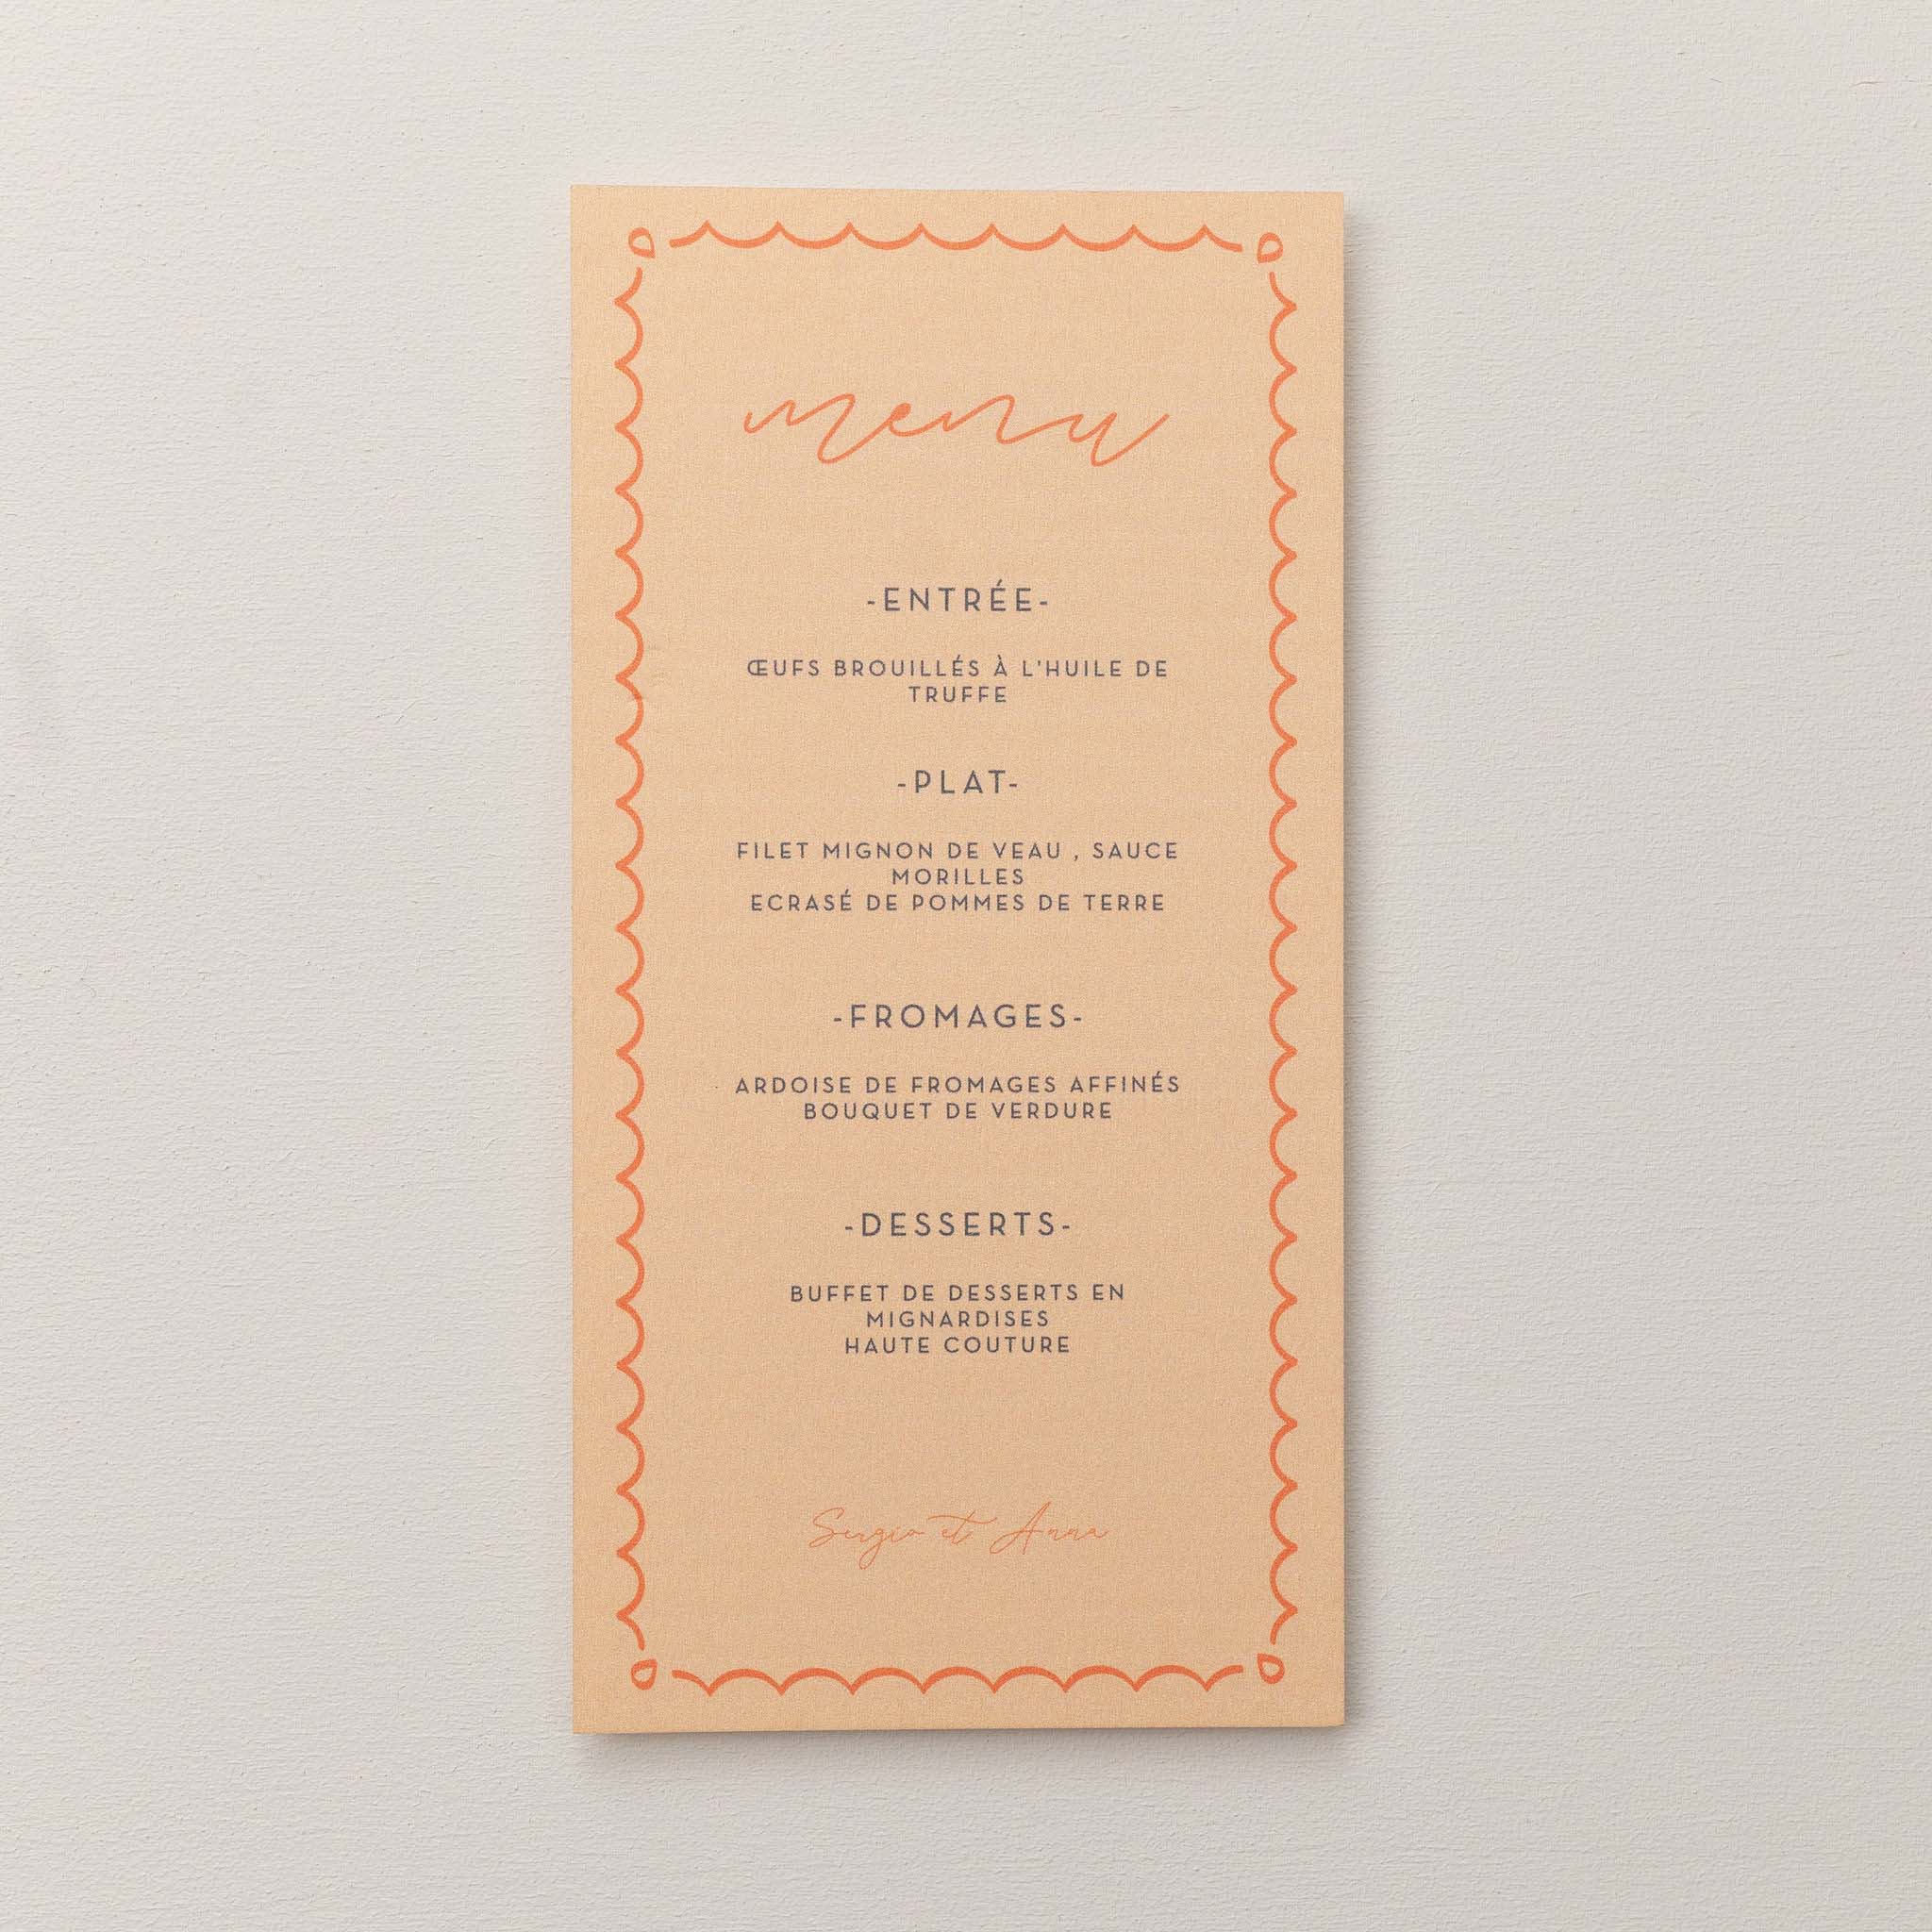 menu
-ENTRÉE-
ŒUFS BROUILLÉS À L'HUILE DE
TRUFFE
-PLAT-
FILET MIGNON DE VEAU , SAUCE
MORILLES
ECRASÉ DE POMMES DE TERRE
-FROMAGES-
ARDOISE DE FROMAGES AFFINÉS
BOUQUET DE VERDURE
-DESSERTS-
BUFFET DE DESSERTS EN
MIGNARDISES
HAUTE COUTURE
Sergio et Anna